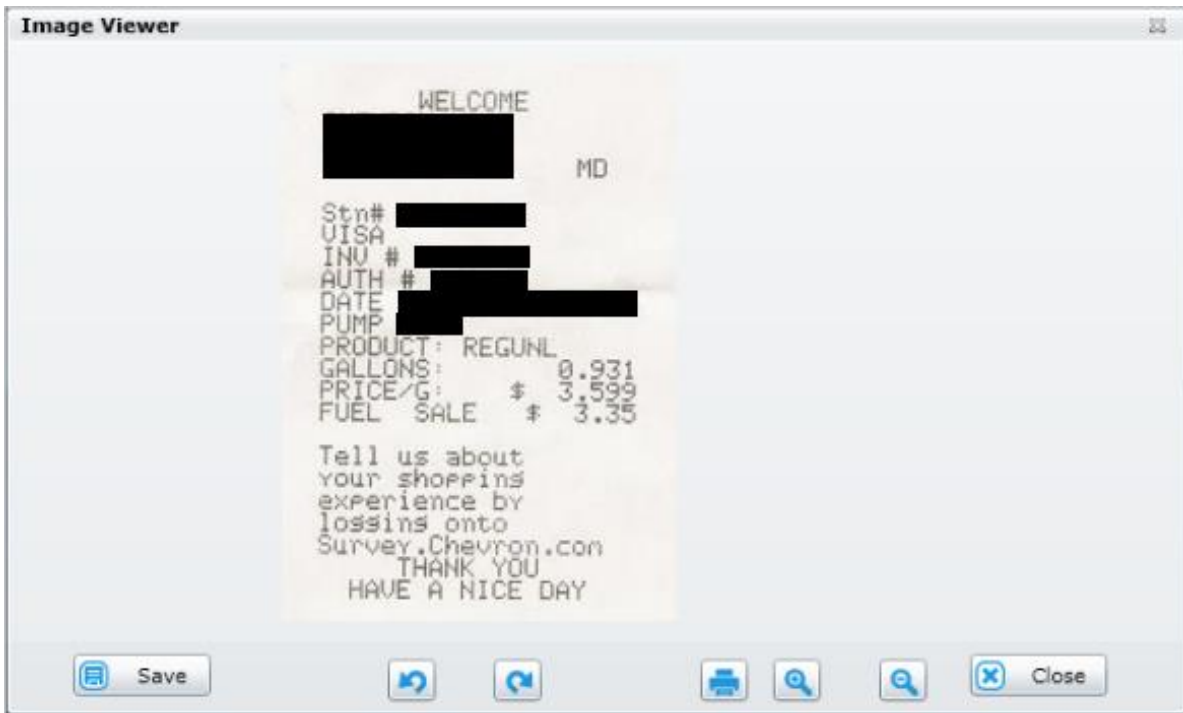 Image Viewer
WELCOME
MD
Stn#
VISA
INV #
AUTH #
DATE
PUMP
PRODUCT: REGUNL
GALLONS: 0.931
PRICE/G: $ 3.599
FUEL SALE $ 3.35
Tell us about
your shopping
experience by
logging onto
Survey.Chevron.con
THANK YOU
HAVE A NICE DAY
Save
Close